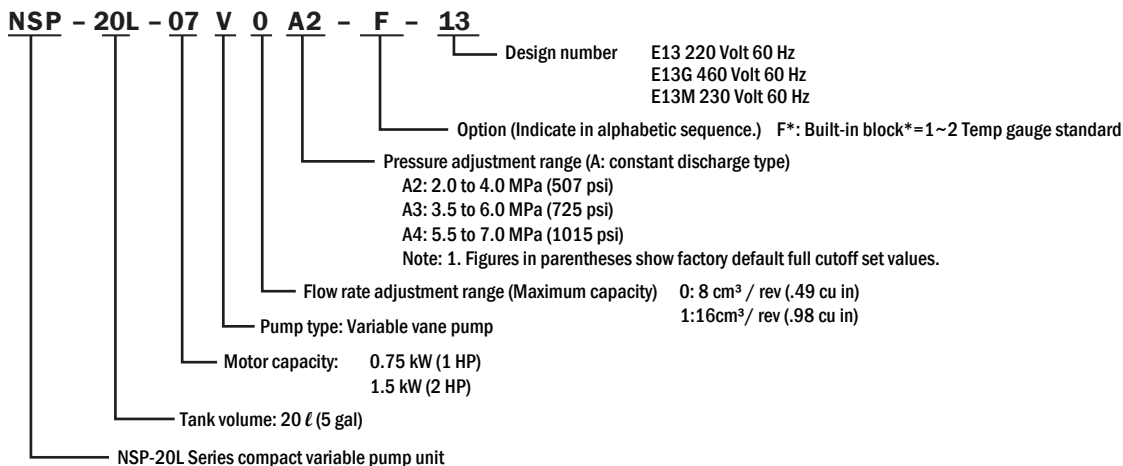 NSP - 20L - 07 V 0 A2 - F - 13
Design number E13 220 Volt 60 Hz
E13G 460 Volt 60 Hz
E13M 230 Volt 60 Hz
Option (Indicate in alphabetic sequence.) F*: Built-in block*=1~2 Temp gauge standard
Pressure adjustment range (A: constant discharge type)
A2: 2.0 to 4.0 MPa (507 psi)
A3: 3.5 to 6.0 MPa (725 psi)
A4: 5.5 to 7.0 MPa (1015 psi)
Note: 1. Figures in parentheses show factory default full cutoff set values.
Flow rate adjustment range (Maximum capacity) 0: 8 cm³ / rev (.49 cu in)
1:16cm³/ rev (.98 cu in)
Pump type: Variable vane pump
Motor capacity: 0.75 kW (1 HP)
1.5 kW (2 HP)
Tank volume: 20 ℓ (5 gal)
NSP-20L Series compact variable pump unit